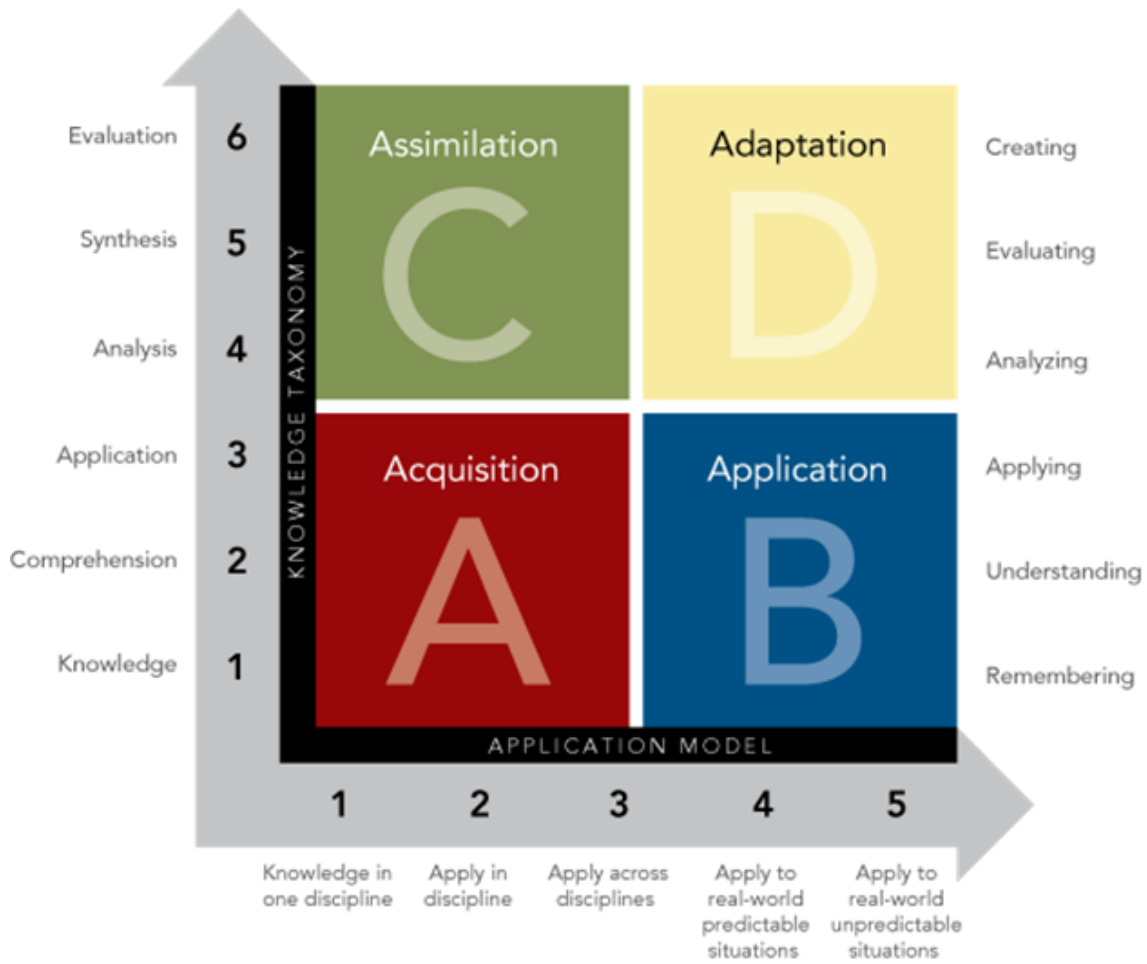 Evaluation 6 Assimilation Adaptation Creating
C D
Synthesis 5 Evaluating
Analysis 4 Analyzing
KNOWLEDGE TAXONOMY
Application 3 Acquisition Application Applying
A B
Comprehension 2 Understanding
Knowledge 1 Remembering
APPLICATION MODEL
1 2 3 4 5
Knowledge in
one discipline
Apply in
discipline
Apply across
disciplines
Apply to
real-world
predictable
situations
Apply to
real-world
unpredictable
situations